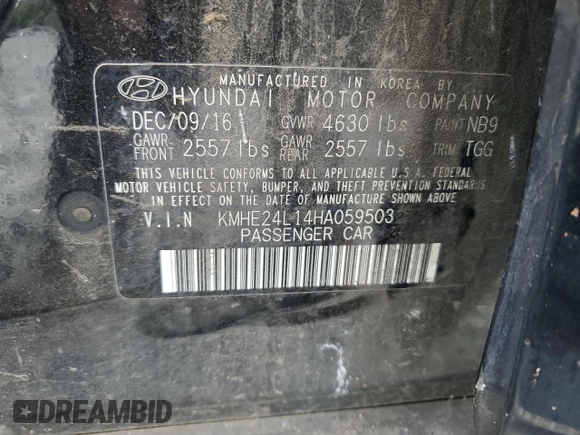 MANUFACTURED IN KOREA BY
HYUNDAI MOTOR COMPANY
DEC/09/16 GVWR 4630 lbs PAINT NB9
GAWR FRONT 2557 lbs GAWR REAR 2557 lbs TRIM TGG
THIS VEHICLE CONFORMS TO ALL APPLICABLE U.S.A. FEDERAL
MOTOR VEHICLE SAFETY, BUMPER, AND THEFT PREVENTION STANDARDS
IN EFFECT ON THE DATE OF MANUFACTURE SHOWN ABOVE
V.I.N KMHE24L14HA059503
PASSENGER CAR
DREAMBID